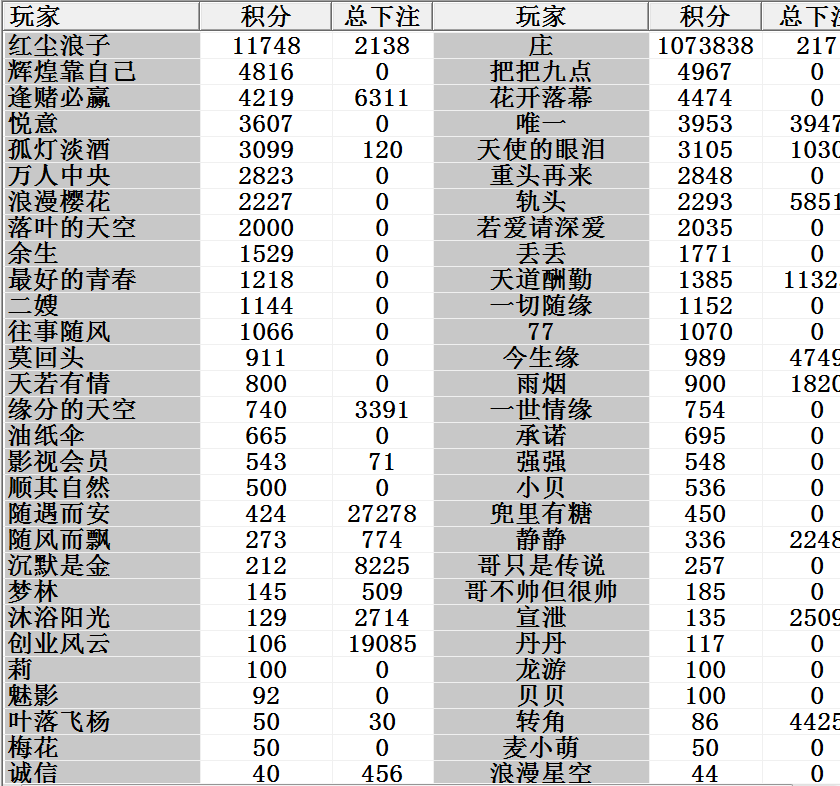 玩家 积分 总下注 玩家 积分 总下
红尘浪子 11748 2138 庄 1073838 217
辉煌靠自己 4816 0 把把九点 4967 0
逢赌必赢 4219 6311 花开落幕 4474 0
悦意 3607 0 唯一 3953 3947
孤灯淡酒 3099 120 天使的眼泪 3105 1030
万人中央 2823 0 重头再来 2848 0
浪漫樱花 2227 0 轨头 2293 5851
落叶的天空 2000 0 若爱请深爱 2035 0
余生 1529 0 丢丢 1771 0
最好的青春 1218 0 天道酬勤 1385 1132
二嫂 1144 0 一切随缘 1152 0
往事随风 1066 0 77 1070 0
莫回头 911 0 今生缘 989 4749
天若有情 800 0 雨烟 900 1820
缘分的天空 740 3391 一世情缘 754 0
油纸伞 665 0 承诺 695 0
影视会员 543 71 强强 548 0
顺其自然 500 0 小贝 536 0
随遇而安 424 27278 兜里有糖 450 0
随风而飘 273 774 静静 336 2248
沉默是金 212 8225 哥只是传说 257 0
梦林 145 509 哥不帅但很帅 185 0
沐浴阳光 129 2714 宣泄 135 2509
创业风云 106 19085 丹丹 117 0
莉 100 0 龙游 100 0
魅影 92 0 贝贝 100 0
叶落飞杨 50 30 转角 86 4425
梅花 50 0 麦小萌 50 0
诚信 40 456 浪漫星空 44 0